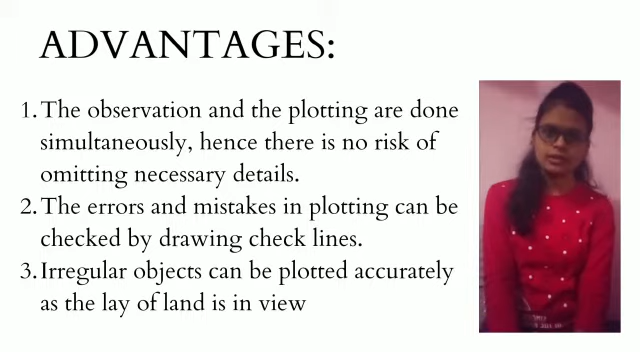 ADVANTAGES:
1. The observation and the plotting are done
simultaneously, hence there is no risk of
omitting necessary details.
2. The errors and mistakes in plotting can be
checked by drawing check lines.
3. Irregular objects can be plotted accurately
as the lay of land is in view